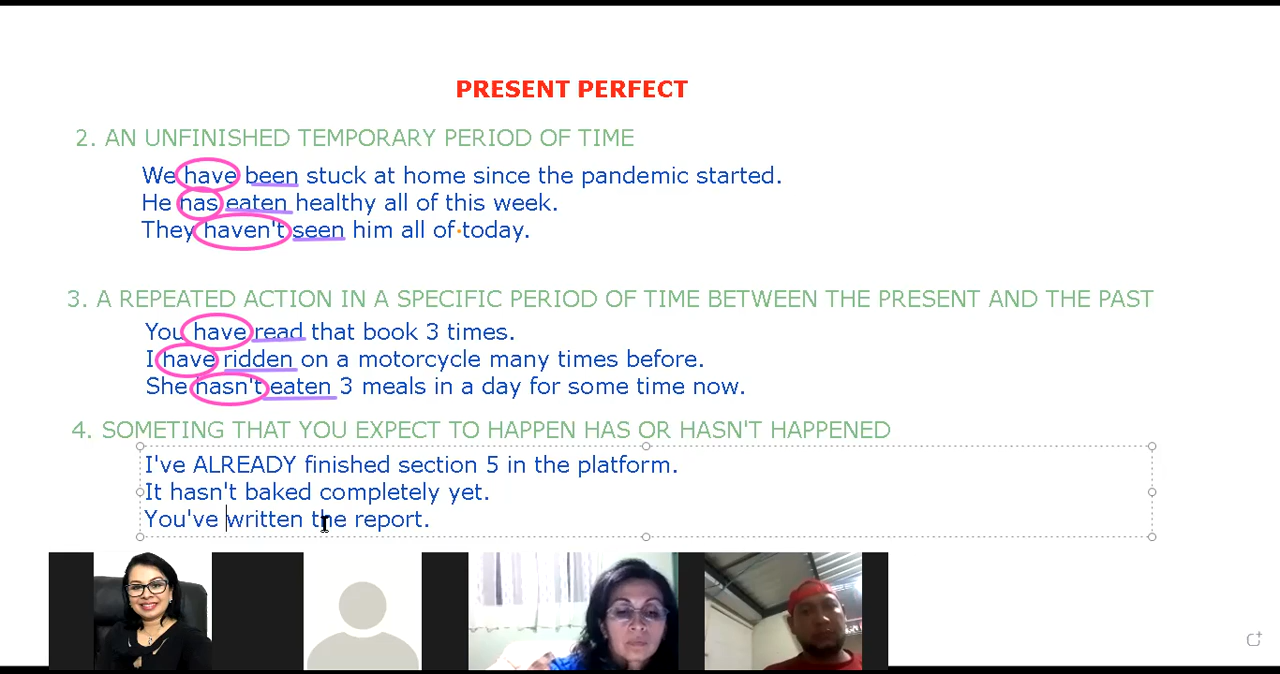 PRESENT PERFECT
2. AN UNFINISHED TEMPORARY PERIOD OF TIME
We have been stuck at home since the pandemic started.
He has eaten healthy all of this week.
They haven't seen him all of today.
3. A REPEATED ACTION IN A SPECIFIC PERIOD OF TIME BETWEEN THE PRESENT AND THE PAST
You have read that book 3 times.
I have ridden on a motorcycle many times before.
She hasn't eaten 3 meals in a day for some time now.
4. SOMETING THAT YOU EXPECT TO HAPPEN HAS OR HASN'T HAPPENED
I've ALREADY finished section 5 in the platform.
It hasn't baked completely yet.
You've written the report.